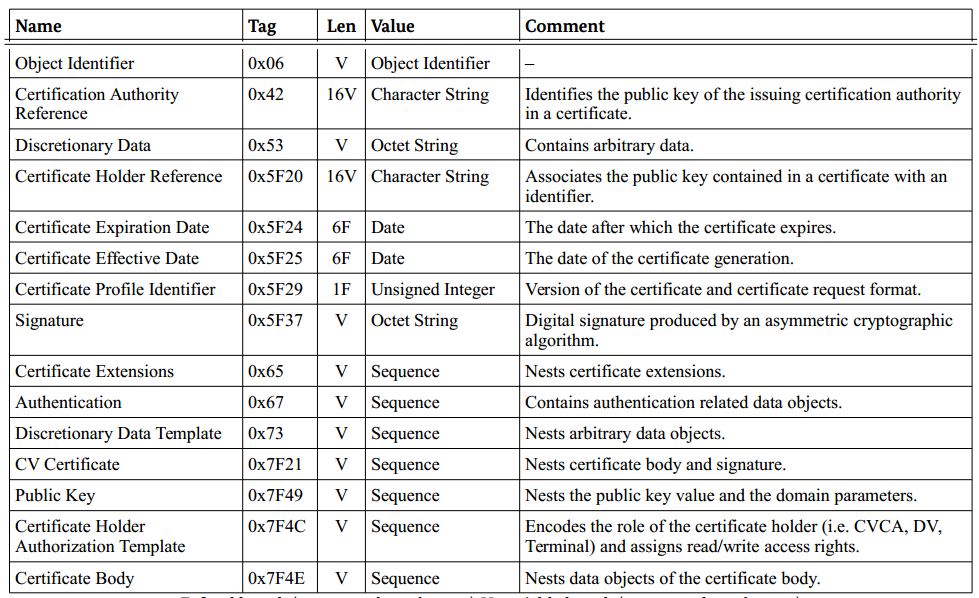 Name Tag Len Value Comment
Object Identifier 0x06 V Object Identifier –
Certification Authority Reference 0x42 16V Character String Identifies the public key of the issuing certification authority in a certificate.
Discretionary Data 0x53 V Octet String Contains arbitrary data.
Certificate Holder Reference 0x5F20 16V Character String Associates the public key contained in a certificate with an identifier.
Certificate Expiration Date 0x5F24 6F Date The date after which the certificate expires.
Certificate Effective Date 0x5F25 6F Date The date of the certificate generation.
Certificate Profile Identifier 0x5F29 1F Unsigned Integer Version of the certificate and certificate request format.
Signature 0x5F37 V Octet String Digital signature produced by an asymmetric cryptographic algorithm.
Certificate Extensions 0x65 V Sequence Nests certificate extensions.
Authentication 0x67 V Sequence Contains authentication related data objects.
Discretionary Data Template 0x73 V Sequence Nests arbitrary data objects.
CV Certificate 0x7F21 V Sequence Nests certificate body and signature.
Public Key 0x7F49 V Sequence Nests the public key value and the domain parameters.
Certificate Holder Authorization Template 0x7F4C V Sequence Encodes the role of the certificate holder (i.e. CVCA, DV, Terminal) and assigns read/write access rights.
Certificate Body 0x7F4E V Sequence Nests data objects of the certificate body.